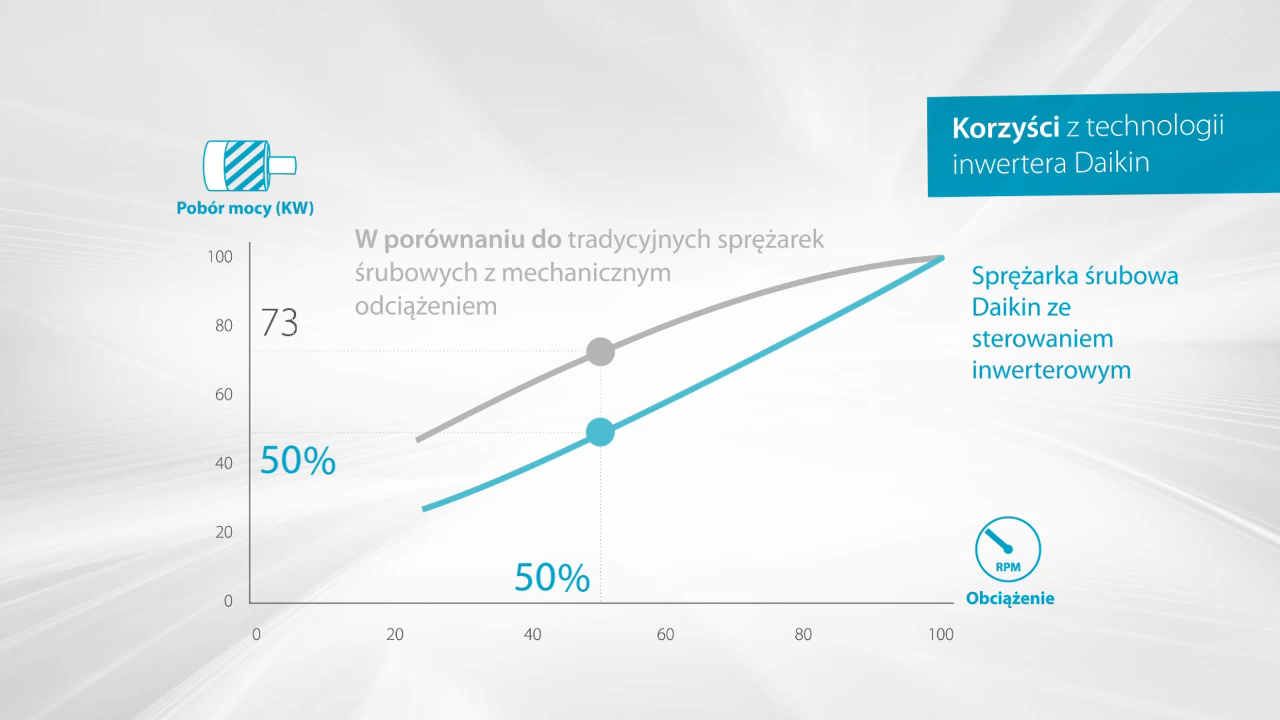 Korzyści z technologii
inwertera Daikin
Pobór mocy (KW)
W porównaniu do tradycyjnych sprężarek
śrubowych z mechanicznym
odciążeniem
Sprężarka śrubowa
Daikin ze
sterowaniem
inwerterowym
100
80
73
60
50%
40
20
50%
0
RPM
Obciążenie
0 20 40 60 80 100